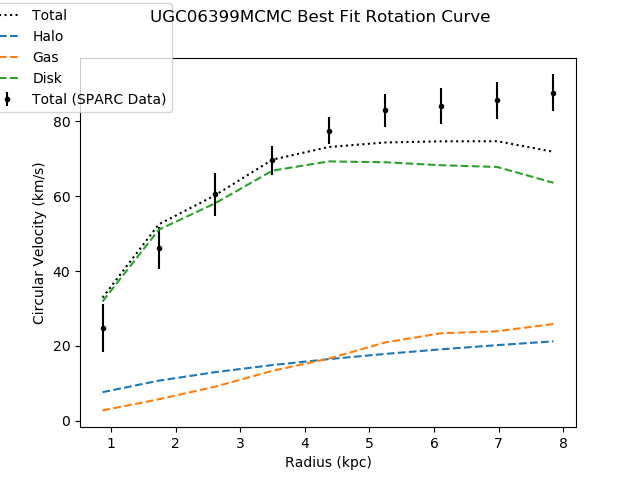 UGC06399MCMC Best Fit Rotation Curve
Total
Halo
Gas
Disk
Total (SPARC Data)
Circular Velocity (km/s)
80
60
40
20
0
1 2 3 4 5 6 7 8
Radius (kpc)